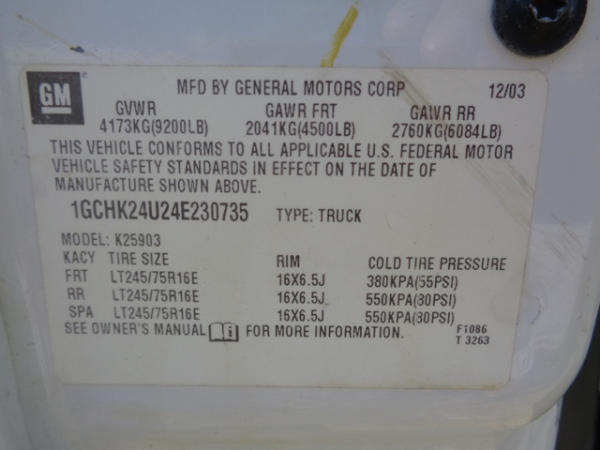 GM
MFD BY GENERAL MOTORS CORP 12/03
GVWR GAWR FRT GAWR RR
4173KG(9200LB) 2041KG(4500LB) 2760KG(6084LB)
THIS VEHICLE CONFORMS TO ALL APPLICABLE U.S. FEDERAL MOTOR
VEHICLE SAFETY STANDARDS IN EFFECT ON THE DATE OF
MANUFACTURE SHOWN ABOVE.
1GCHK24U24E230735 TYPE: TRUCK
MODEL: K25903
KACY TIRE SIZE RIM COLD TIRE PRESSURE
FRT LT245/75R16E 16X6.5J 380KPA(55PSI)
RR LT245/75R16E 16X6.5J 550KPA(80PSI)
SPA LT245/75R16E 16X6.5J 550KPA(80PSI)
SEE OWNER'S MANUAL i FOR MORE INFORMATION.
F1086
T 3263